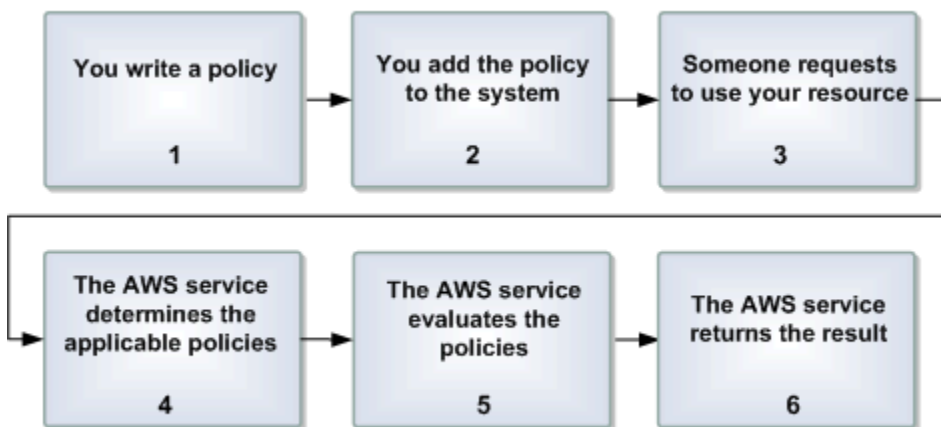 You write a policy
1
You add the policy
to the system
2
Someone requests
to use your resource
3
The AWS service
determines the
applicable policies
4
The AWS service
evaluates the
policies
5
The AWS service
returns the result
6